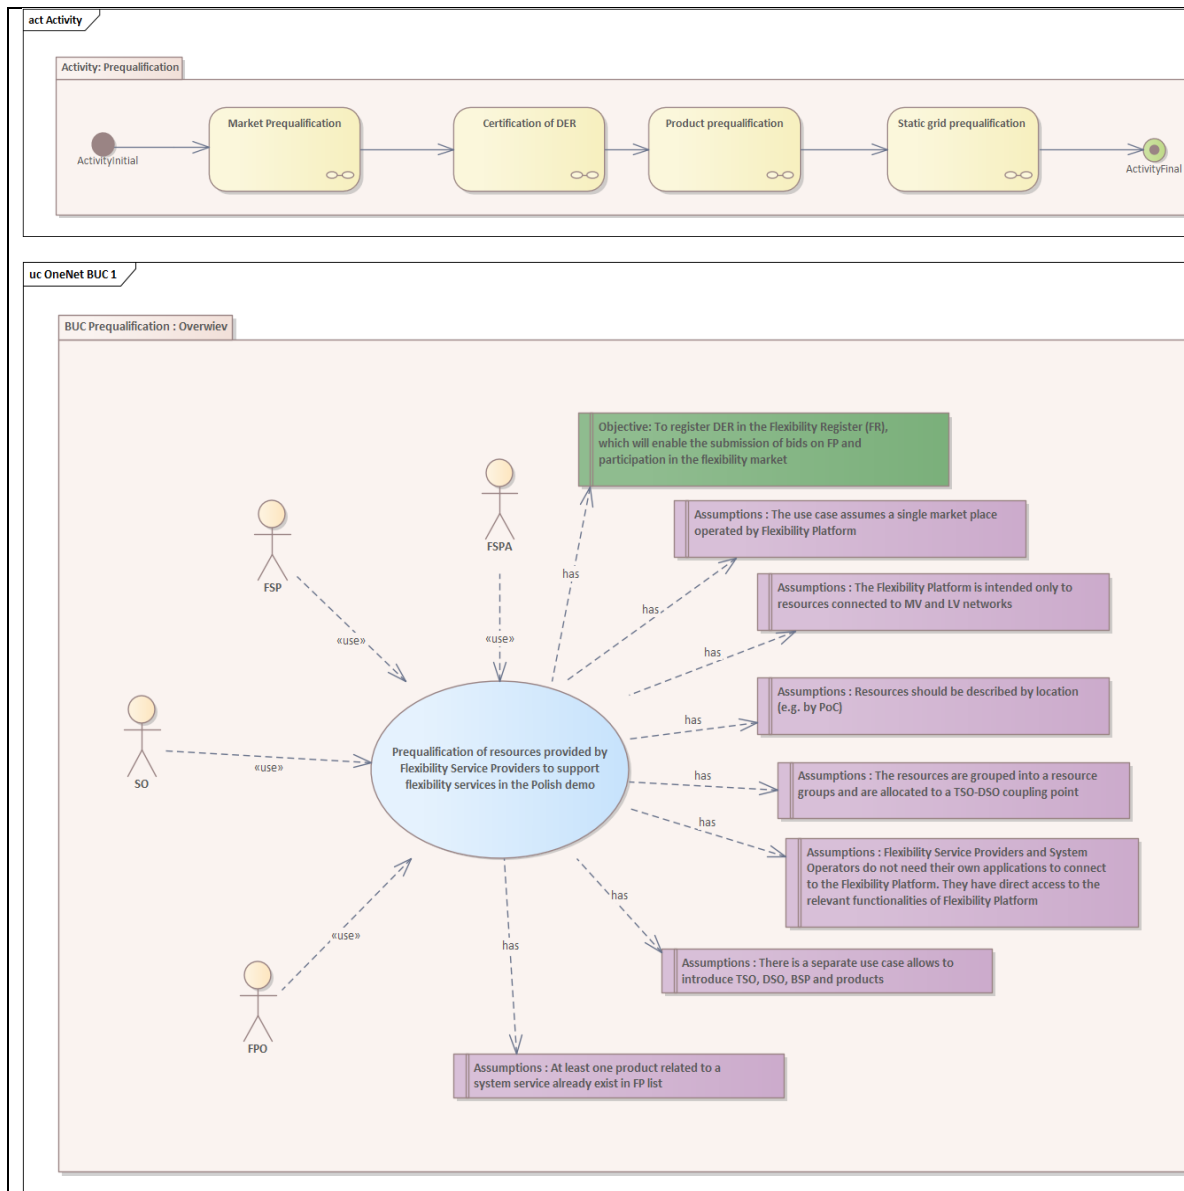 act Activity
Activity: Prequalification
Market Prequalification
Certification of DER
Product prequalification
Static grid prequalification
ActivityInitial
ActivityFinal
uc OneNet BUC 1
BUC Prequalification : Overwiev
Objective: To register DER in the Flexibility Register (FR),
which will enable the submission of bids on FP and
participation in the flexibility market
FSPA
FSP
Assumptions : The use case assumes a single market place
operated by Flexibility Platform
has
has
Assumptions : The Flexibility Platform is intended only to
resources connected to MV and LV networks
«use»
«use»
has
Assumptions : Resources should be described by location
(e.g. by PoC)
has
SO
«use»
Prequalification of resources provided by
Flexibility Service Providers to support
flexibility services in the Polish demo
has
Assumptions : The resources are grouped into a resource
groups and are allocated to a TSO-DSO coupling point
has
Assumptions : Flexibility Service Providers and System
Operators do not need their own applications to connect
to the Flexibility Platform. They have direct access to the
relevant functionalities of Flexibility Platform
has
«use»
has
Assumptions : There is a separate use case allows to
introduce TSO, DSO, BSP and products
FPO
Assumptions : At least one product related to a
system service already exist in FP list